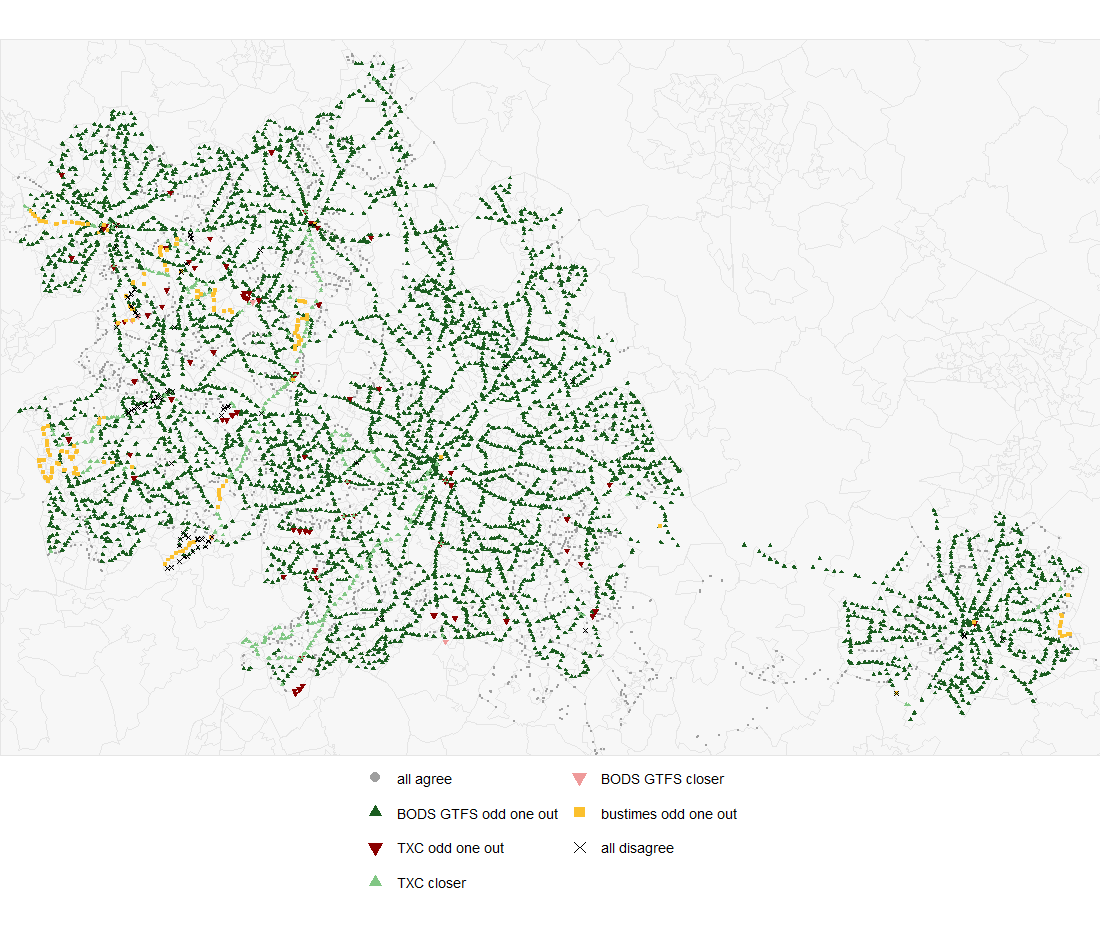 all agree
BODS GTFS odd one out
TXC odd one out
TXC closer
BODS GTFS closer
bustimes odd one out
all disagree